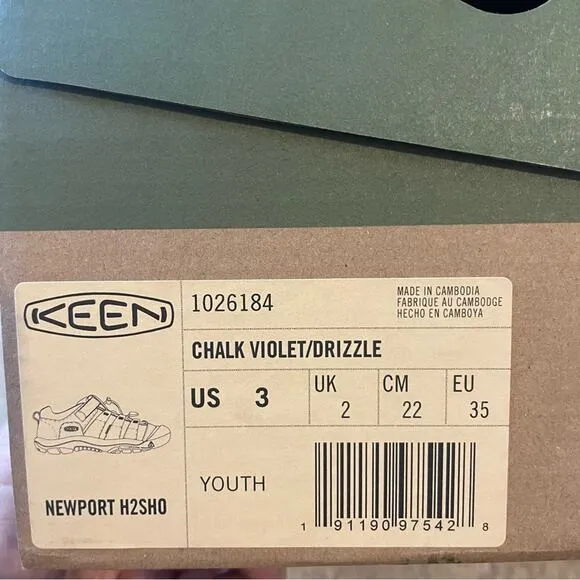 KEEN
1026184
MADE IN CAMBODIA
FABRIQUE AU CAMBODGE
HECHO EN CAMBOYA
CHALK VIOLET/DRIZZLE
US 3
UK 2
CM 22
EU 35
KEEN
NEWPORT H2SHO
YOUTH
1 91190 97542 8